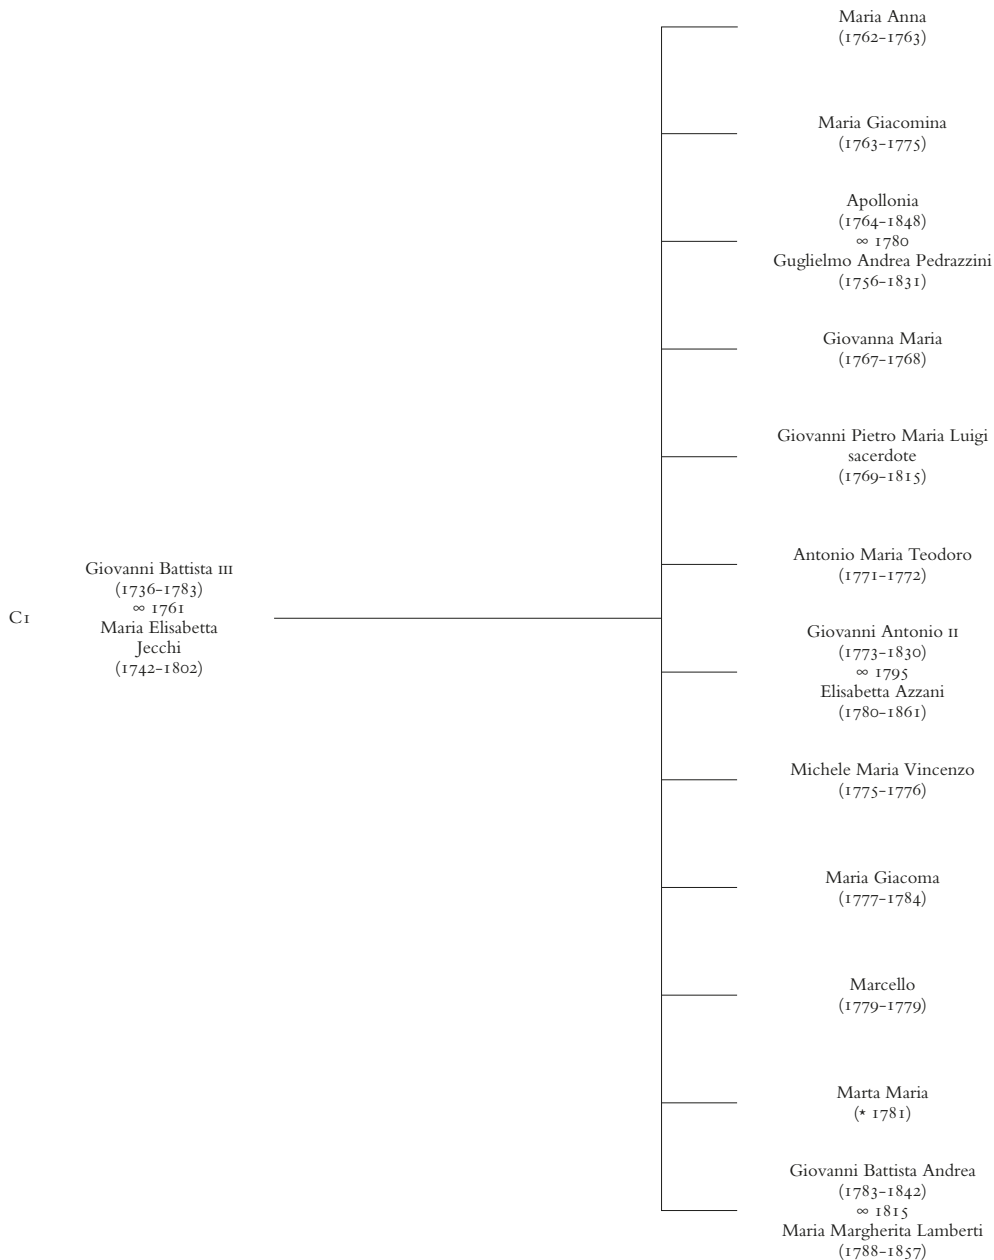 C1
Giovanni Battista III
(1736-1783)
∞ 1761
Maria Elisabetta
Jecchi
(1742-1802)
Maria Anna
(1762-1763)
Maria Giacomina
(1763-1775)
Apollonia
(1764-1848)
∞ 1780
Guglielmo Andrea Pedrazzini
(1756-1831)
Giovanna Maria
(1767-1768)
Giovanni Pietro Maria Luigi
sacerdote
(1769-1815)
Antonio Maria Teodoro
(1771-1772)
Giovanni Antonio II
(1773-1830)
∞ 1795
Elisabetta Azzani
(1780-1861)
Michele Maria Vincenzo
(1775-1776)
Maria Giacoma
(1777-1784)
Marcello
(1779-1779)
Marta Maria
(* 1781)
Giovanni Battista Andrea
(1783-1842)
∞ 1815
Maria Margherita Lamberti
(1788-1857)